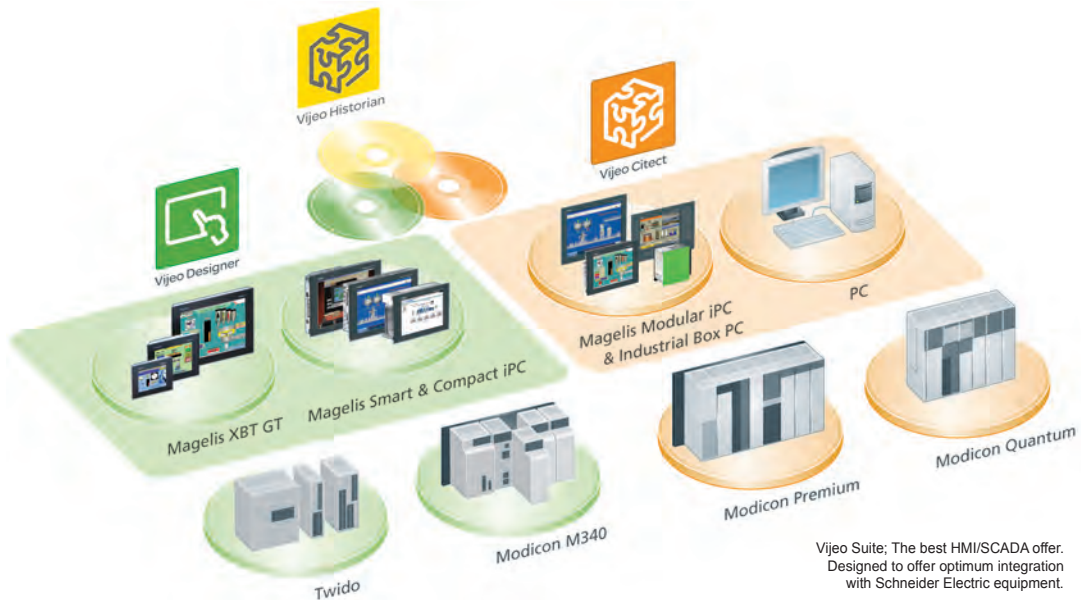 Vijeo Historian
Vijeo Citect
Vijeo Designer
PC
Magelis Modular iPC
& Industrial Box PC
Magelis Smart & Compact iPC
Magelis XBT GT
Modicon Quantum
Modicon Premium
Modicon M340
Twido
Vijeo Suite; The best HMI/SCADA offer.
Designed to offer optimum integration
with Schneider Electric equipment.